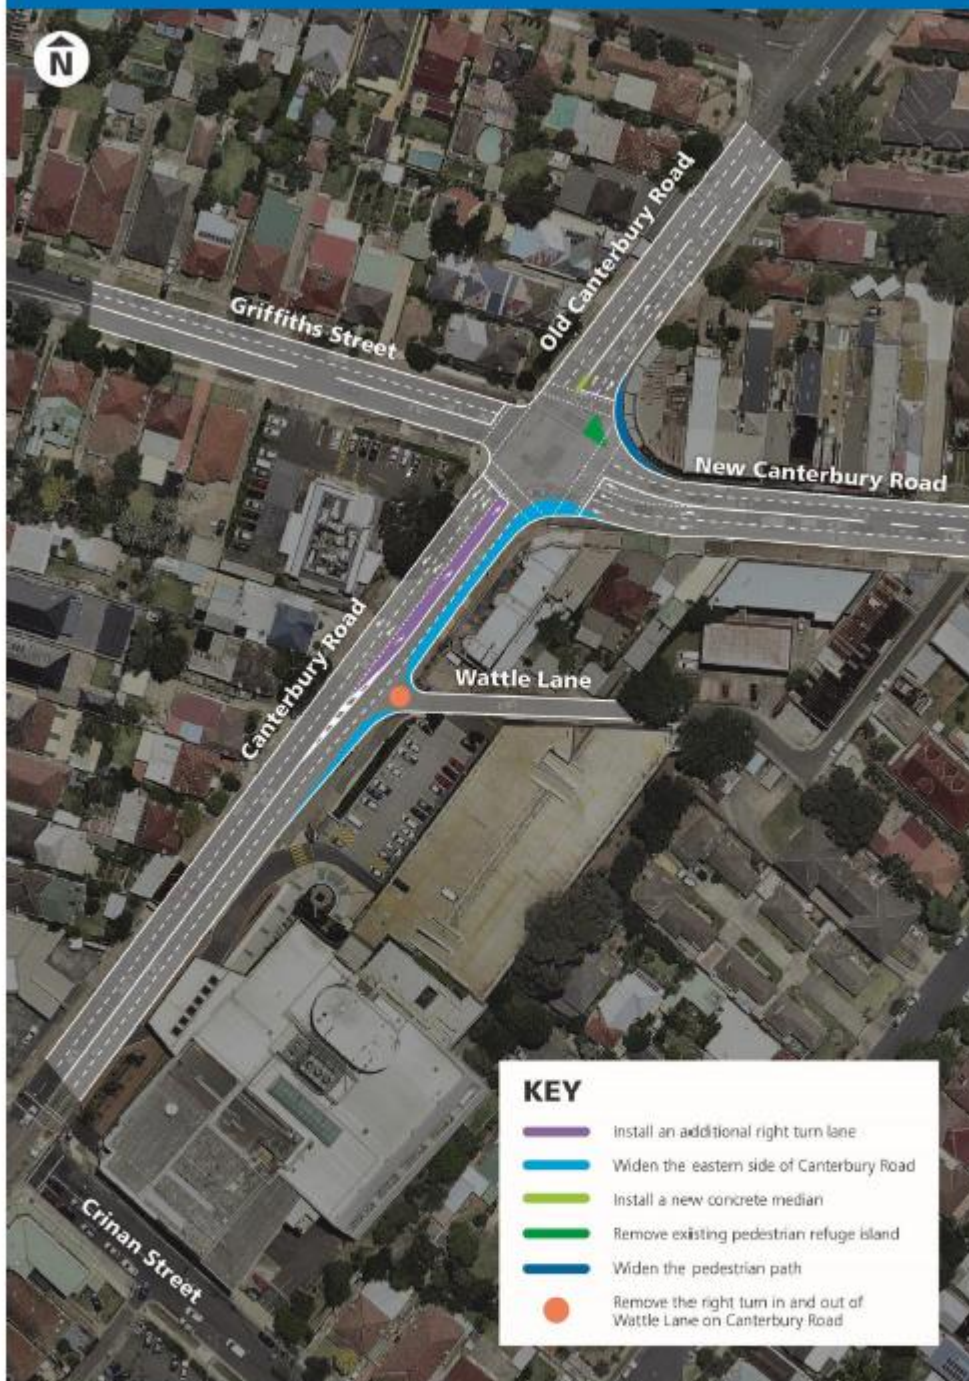 N
Old Canterbury Road
Griffiths Street
New Canterbury Road
Canterbury Road
Wattle Lane
Crinan Street
KEY
Install an additional right turn lane
Widen the eastern side of Canterbury Road
Install a new concrete median
Remove existing pedestrian refuge island
Widen the pedestrian path
Remove the right turn in and out of
Wattle Lane on Canterbury Road